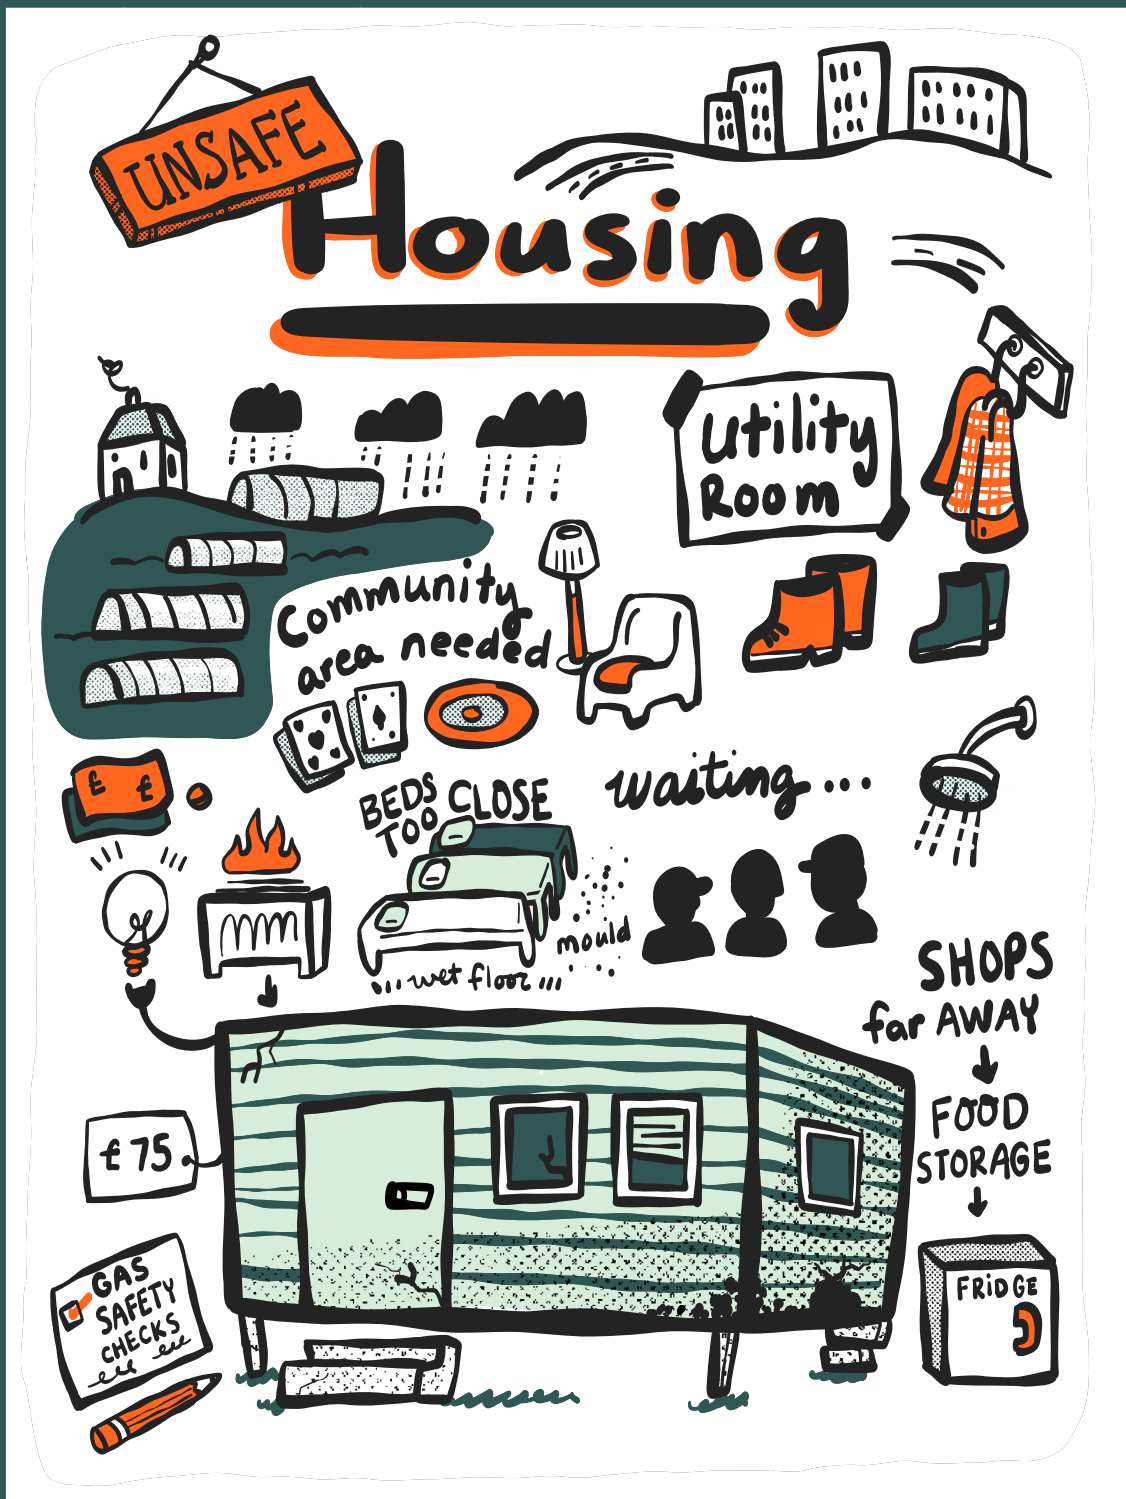 UNSAFE
Housing
Utility
Room
Community
area needed
£ £
BEDS
TOO
CLOSE
waiting...
mould
...wet floor...
SHOPS
far AWAY
FOOD
STORAGE
FRIDGE
£75
GAS
SAFETY
CHECKS